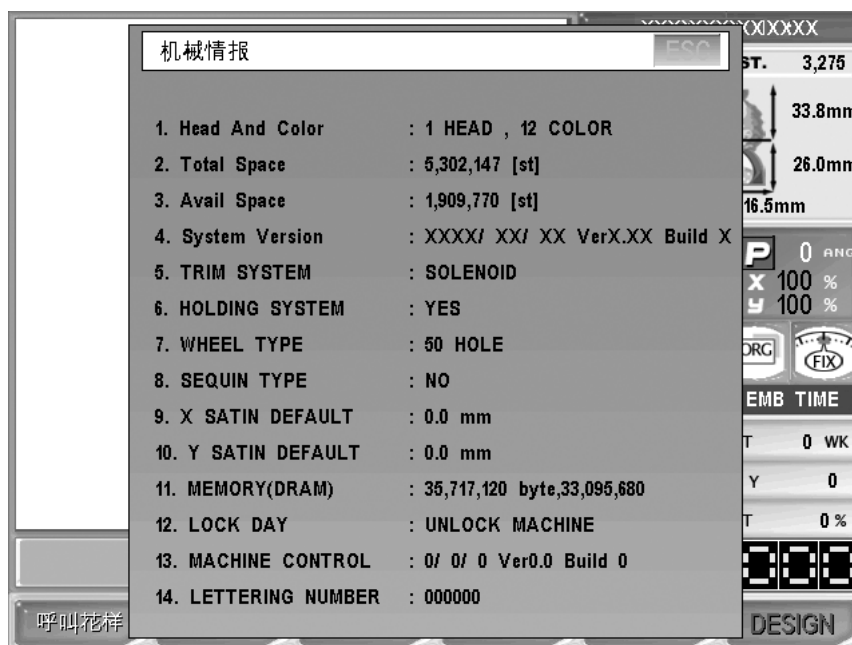 XXXXXXXXXXXXXX
机械情报 ESC
ST. 3,275
33.8mm
26.0mm
16.5mm
1. Head And Color : 1 HEAD , 12 COLOR
2. Total Space : 5,302,147 [st]
3. Avail Space : 1,909,770 [st]
4. System Version : XXXX/ XX/ XX VerX.XX Build X
5. TRIM SYSTEM : SOLENOID
6. HOLDING SYSTEM : YES
7. WHEEL TYPE : 50 HOLE
8. SEQUIN TYPE : NO
9. X SATIN DEFAULT : 0.0 mm
10. Y SATIN DEFAULT : 0.0 mm
11. MEMORY(DRAM) : 35,717,120 byte,33,095,680
12. LOCK DAY : UNLOCK MACHINE
13. MACHINE CONTROL : 0/ 0/ 0 Ver0.0 Build 0
14. LETTERING NUMBER : 000000
P 0 ANG
X 100 %
Y 100 %
ORG FIX
EMB TIME
T 0 WK
Y 0
T 0 %
000
呼叫花样
DESIGN